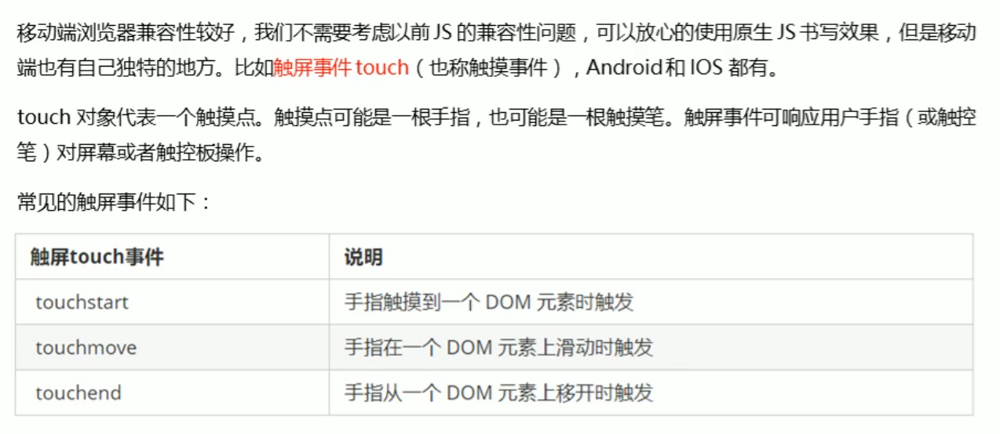 移动端浏览器兼容性较好，我们不需要考虑以前 JS 的兼容性问题，可以放心的使用原生 JS 书写效果，但是移动
端也有自己独特的地方。比如触屏事件 touch（也称触摸事件），Android 和 IOS 都有。
touch 对象代表一个触摸点。触摸点可能是一根手指，也可能是一根触摸笔。触屏事件可响应用户手指（或触控
笔）对屏幕或者触控板操作。
常见的触屏事件如下：
触屏touch事件 说明
touchstart 手指触摸到一个 DOM 元素时触发
touchmove 手指在一个 DOM 元素上滑动时触发
touchend 手指从一个 DOM 元素上移开时触发